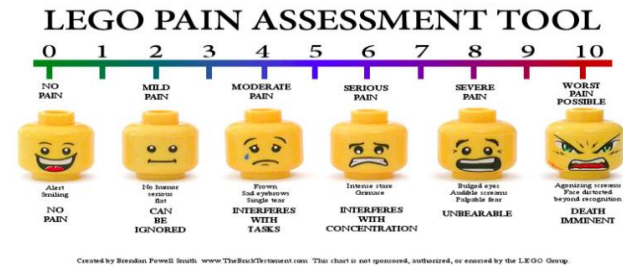 LEGO PAIN ASSESSMENT TOOL
0 1 2 3 4 5 6 7 8 9 10
NO
PAIN
MILD
PAIN
MODERATE
PAIN
SERIOUS
PAIN
SEVERE
PAIN
WORST
PAIN
POSSIBLE
Alert
Smiling
NO
PAIN
No humor
serious
flat
CAN
BE
IGNORED
Frown
Sad eyebrows
Single tear
INTERFERES
WITH
TASKS
Intense stare
Grimace
INTERFERES
WITH
CONCENTRATION
Bulged eyes
Audible screams
Palpable fear
UNBEARABLE
Agonizing screams
Face distorted
beyond recognition
DEATH
IMMINENT
Created by Brendan Powell Smith www.TheBrickTestament.com This chart is not sponsored, authorized, or enorsed by the LEGO Group.